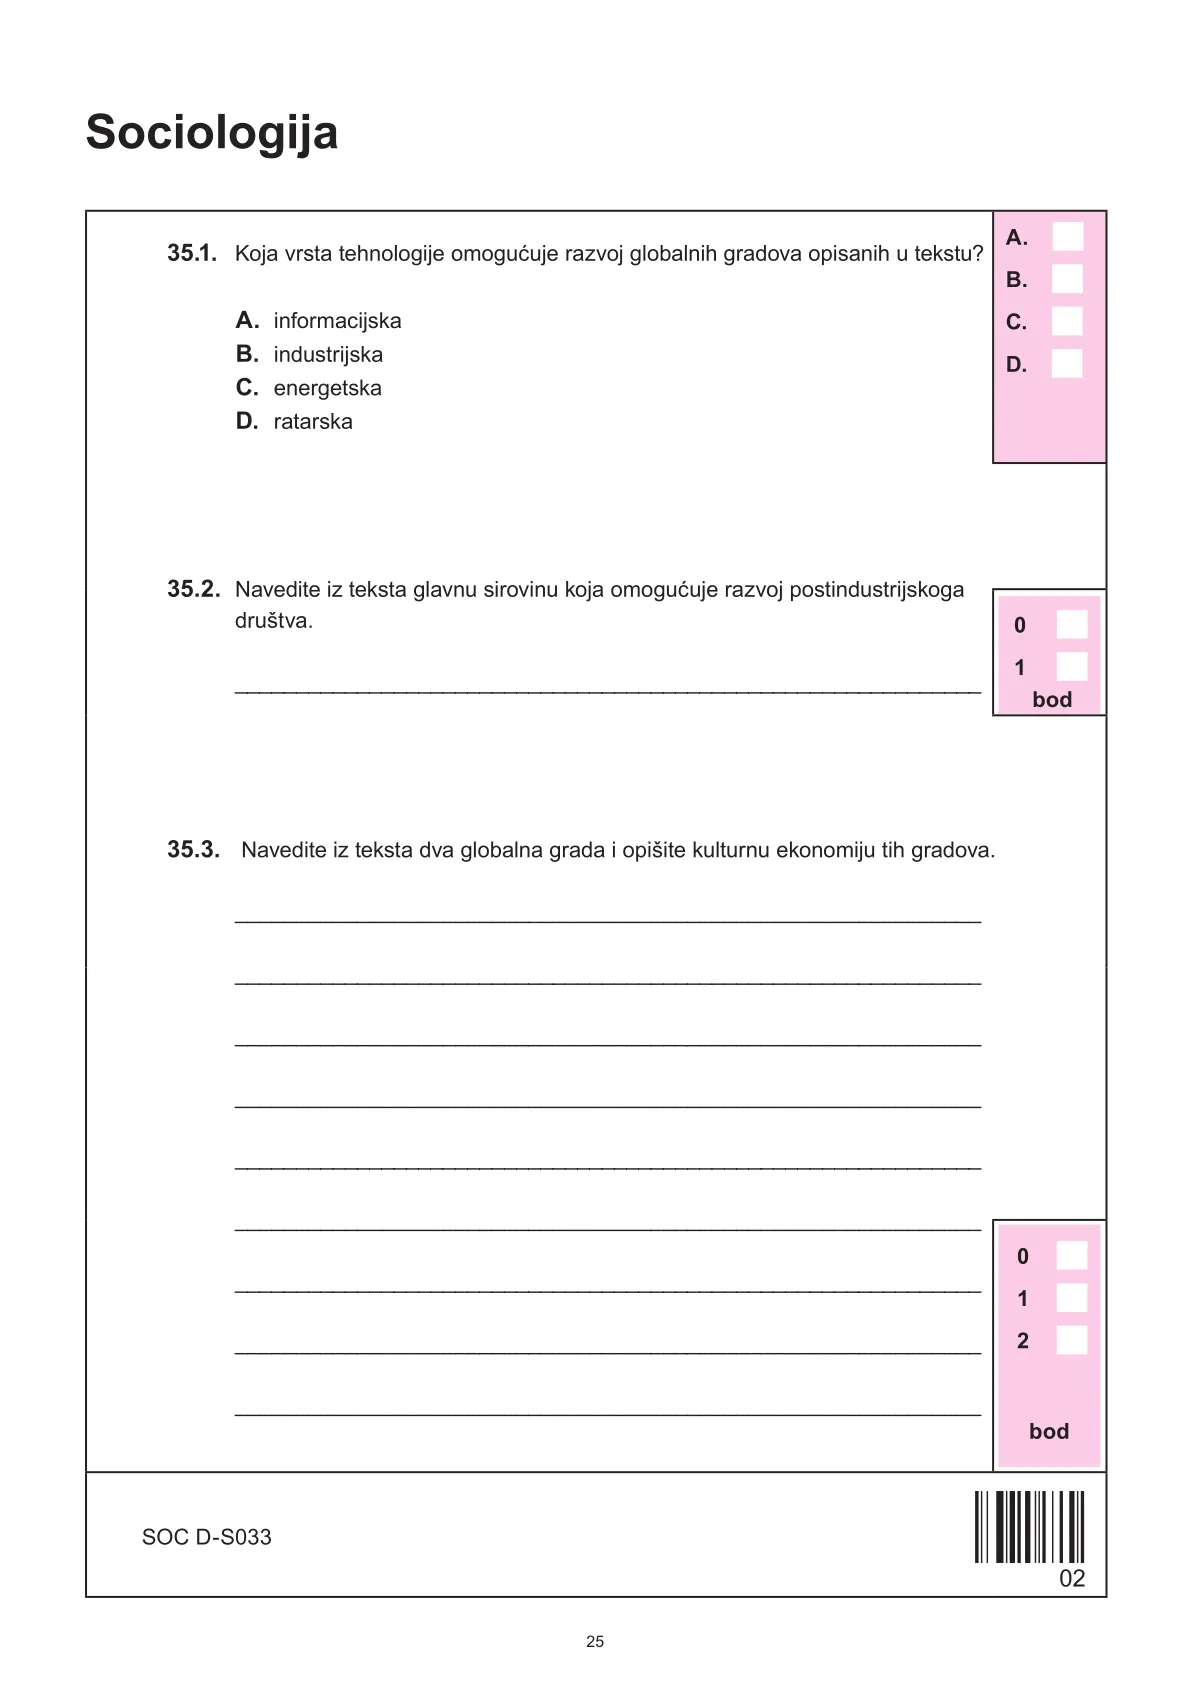 Sociologija
35.1. Koja vrsta tehnologije omogućuje razvoj globalnih gradova opisanih u tekstu?
A. informacijska
B. industrijska
C. energetska
D. ratarska
A.
B.
C.
D.
35.2. Navedite iz teksta glavnu sirovinu koja omogućuje razvoj postindustrijskoga
društva.
0
1
bod
35.3. Navedite iz teksta dva globalna grada i opišite kulturnu ekonomiju tih gradova.
0
1
2
bod
SOC D-S033
02
25